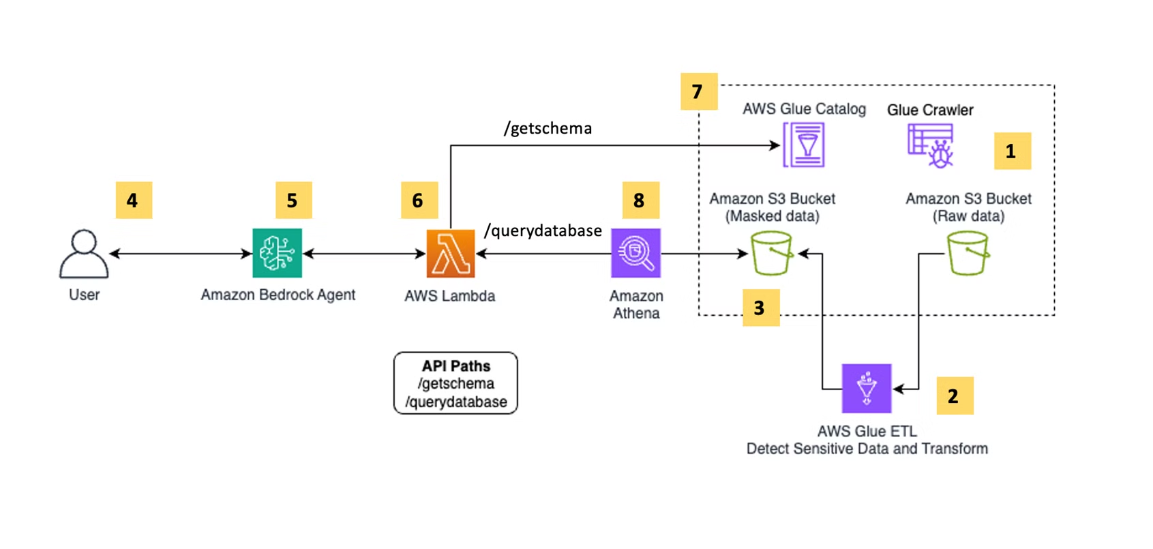 7
AWS Glue Catalog
Glue Crawler
/getschema
1
4
5
6
8
Amazon S3 Bucket
(Masked data)
Amazon S3 Bucket
(Raw data)
/querydatabase
User
Amazon Bedrock Agent
AWS Lambda
Amazon
Athena
3
API Paths
/getschema
/querydatabase
2
AWS Glue ETL
Detect Sensitive Data and Transform